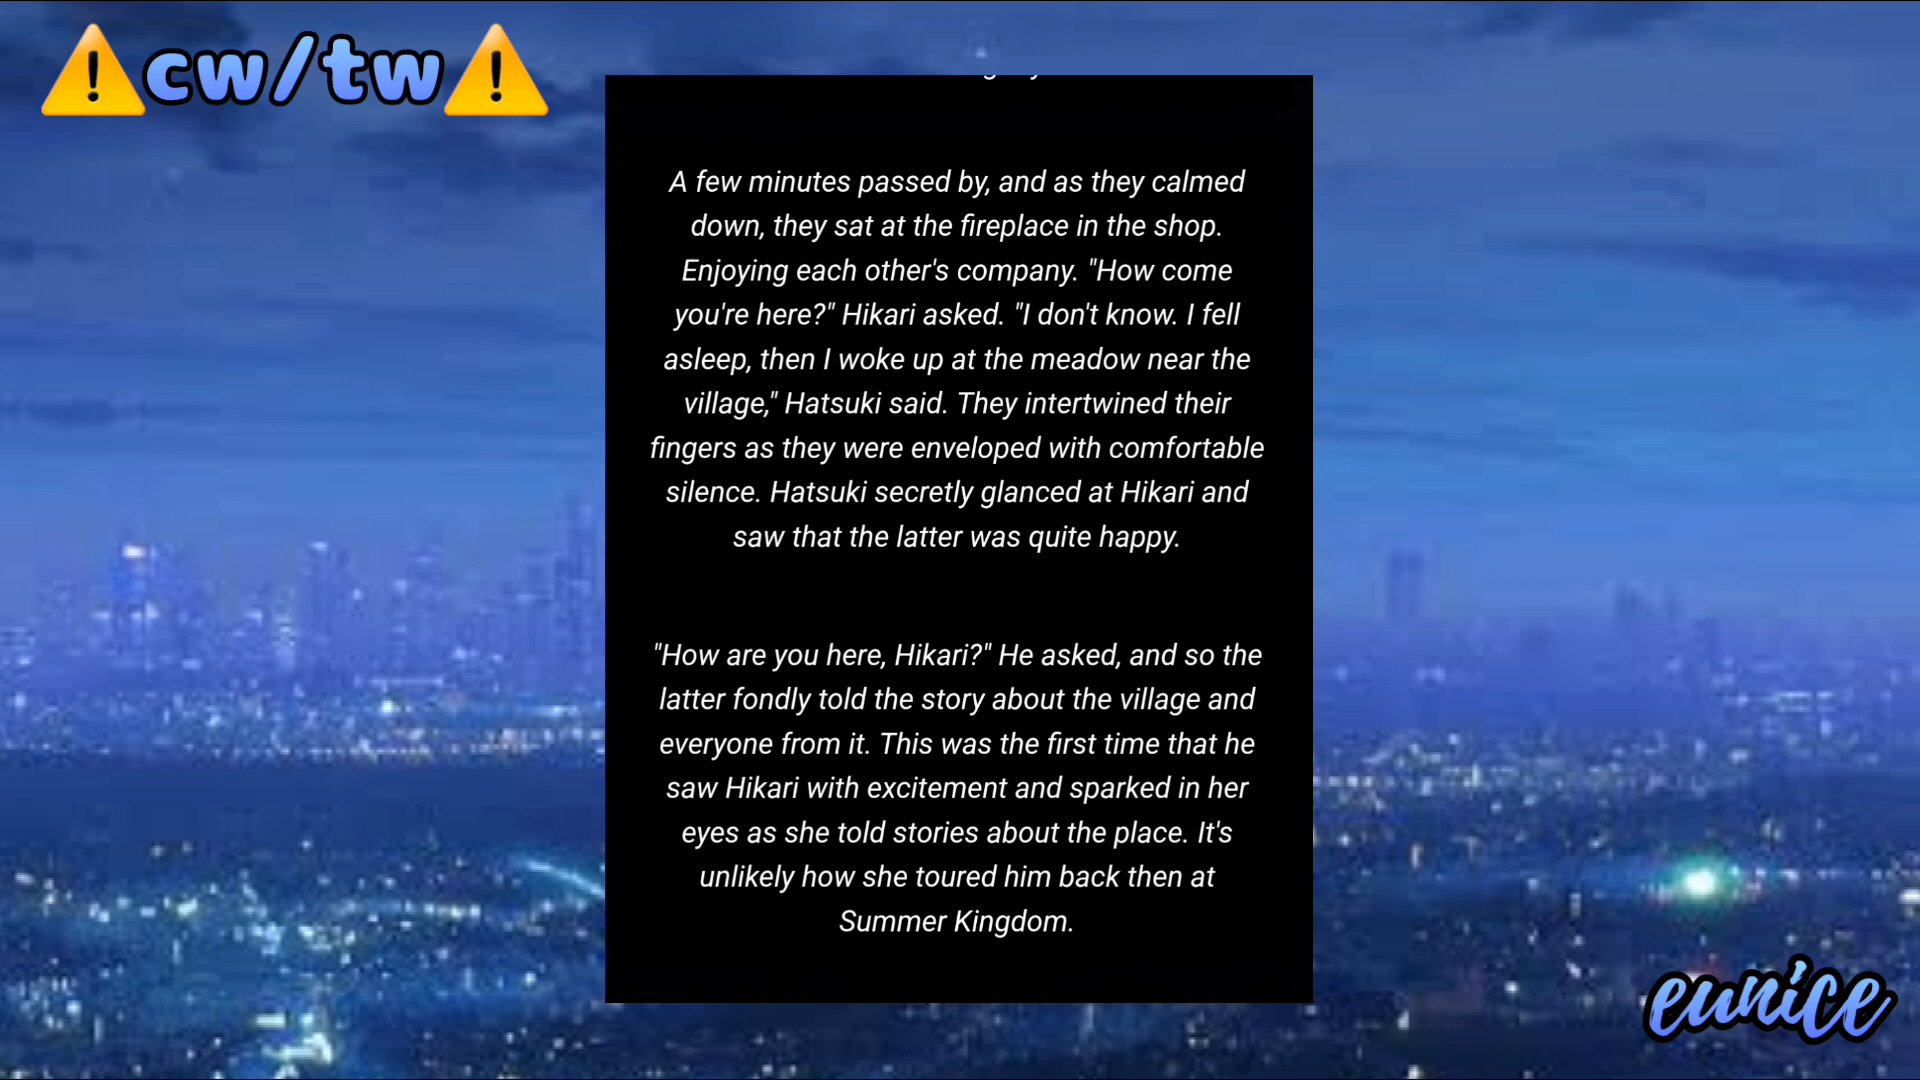 ⚠️cw/tw⚠️
A few minutes passed by, and as they calmed
down, they sat at the fireplace in the shop.
Enjoying each other's company. "How come
you're here?" Hikari asked. "I don't know. I fell
asleep, then I woke up at the meadow near the
village," Hatsuki said. They intertwined their
fingers as they were enveloped with comfortable
silence. Hatsuki secretly glanced at Hikari and
saw that the latter was quite happy.
"How are you here, Hikari?" He asked, and so the
latter fondly told the story about the village and
everyone from it. This was the first time that he
saw Hikari with excitement and sparked in her
eyes as she told stories about the place. It's
unlikely how she toured him back then at
Summer Kingdom.
eunice